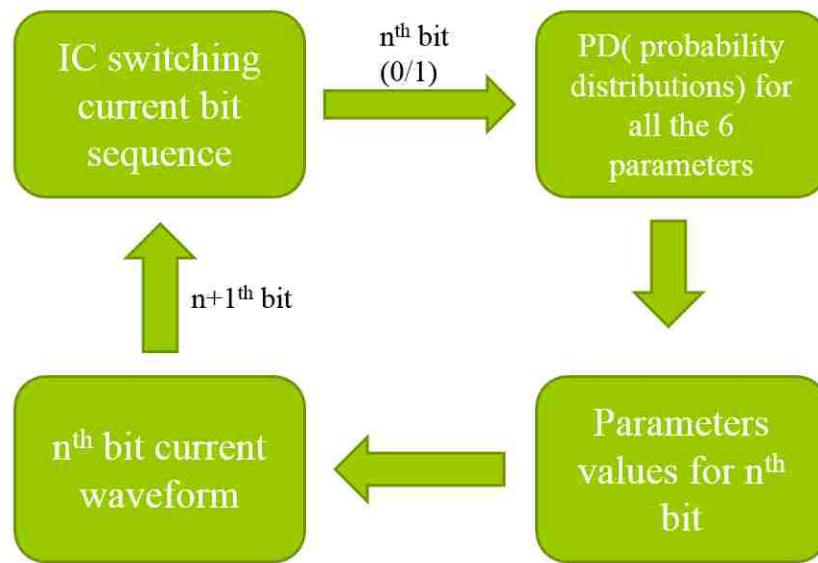 IC switching
current bit
sequence
nᵗʰ bit
(0/1)
PD( probability
distributions) for
all the 6
parameters
n+1ᵗʰ bit
nᵗʰ bit current
waveform
Parameters
values for nᵗʰ
bit